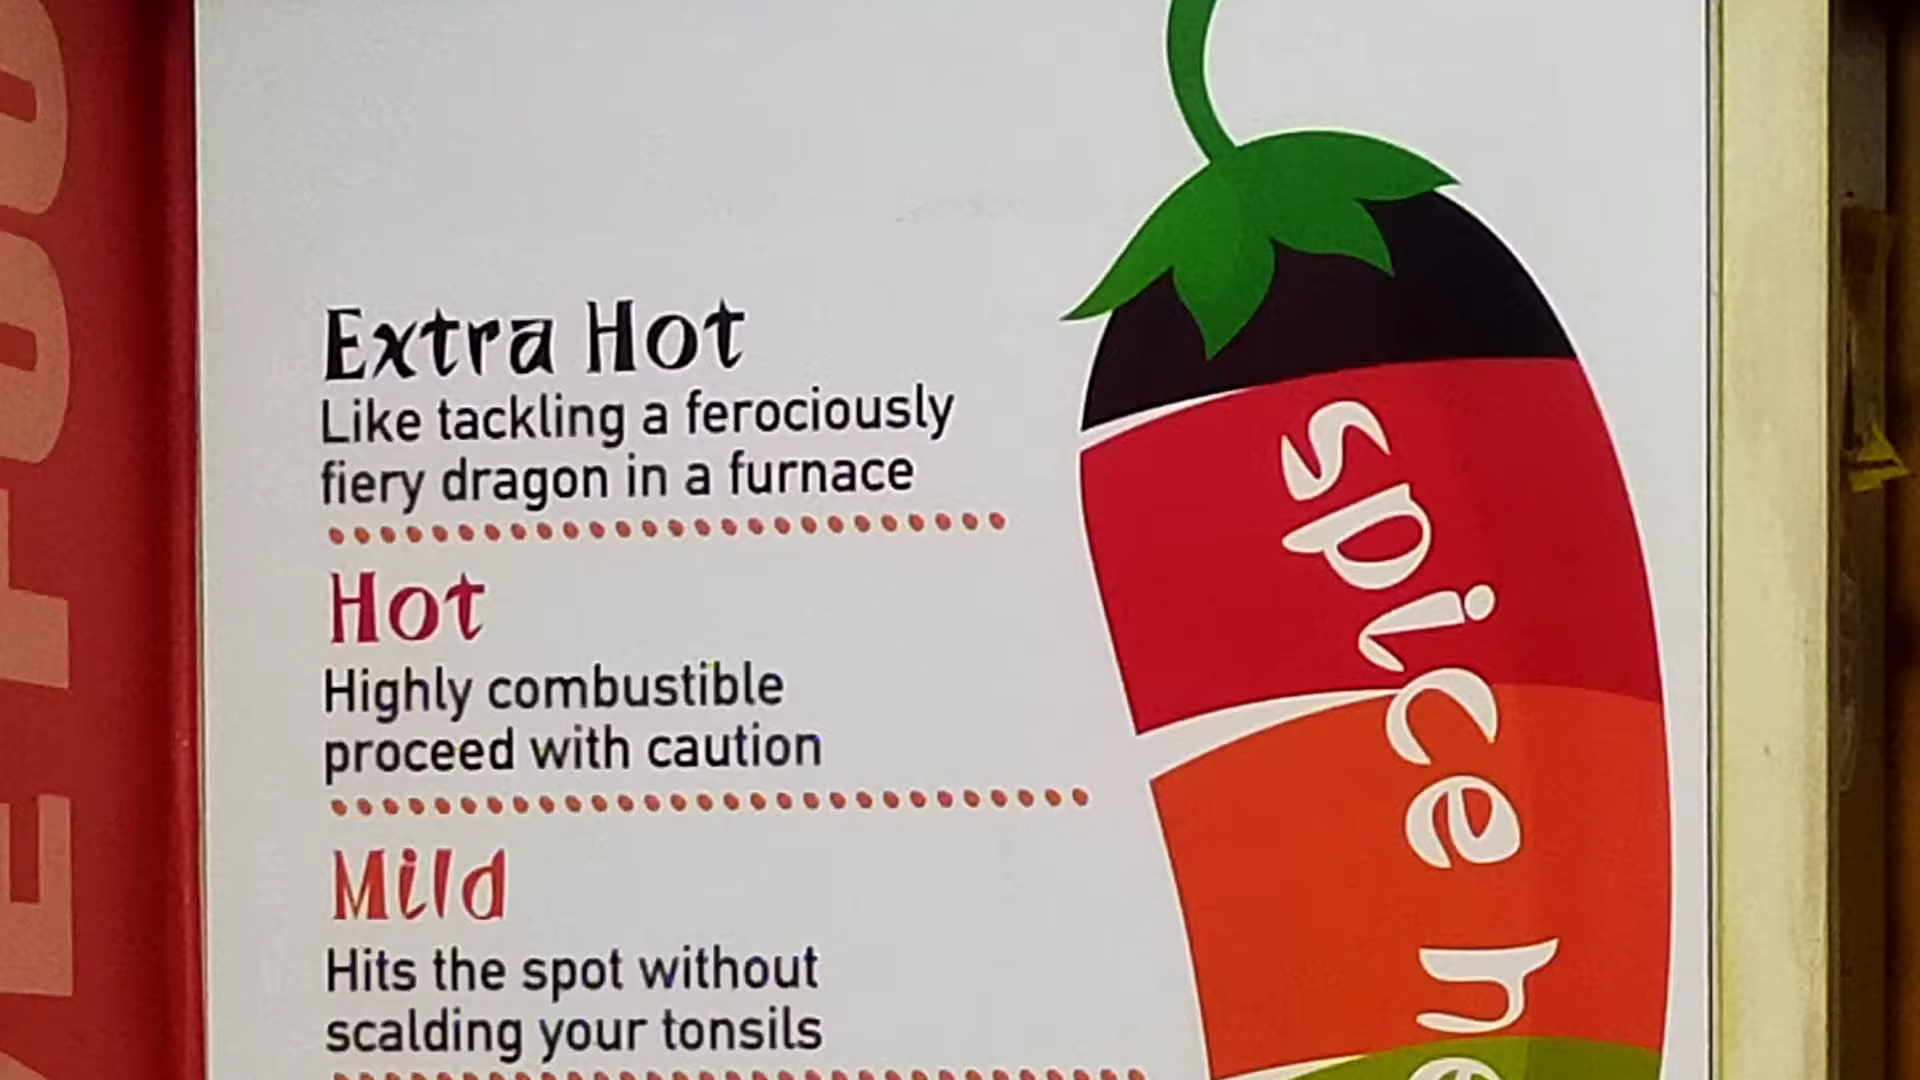 Extra Hot
Like tackling a ferociously
fiery dragon in a furnace
Hot
Highly combustible
proceed with caution
Mild
Hits the spot without
scalding your tonsils
spice he